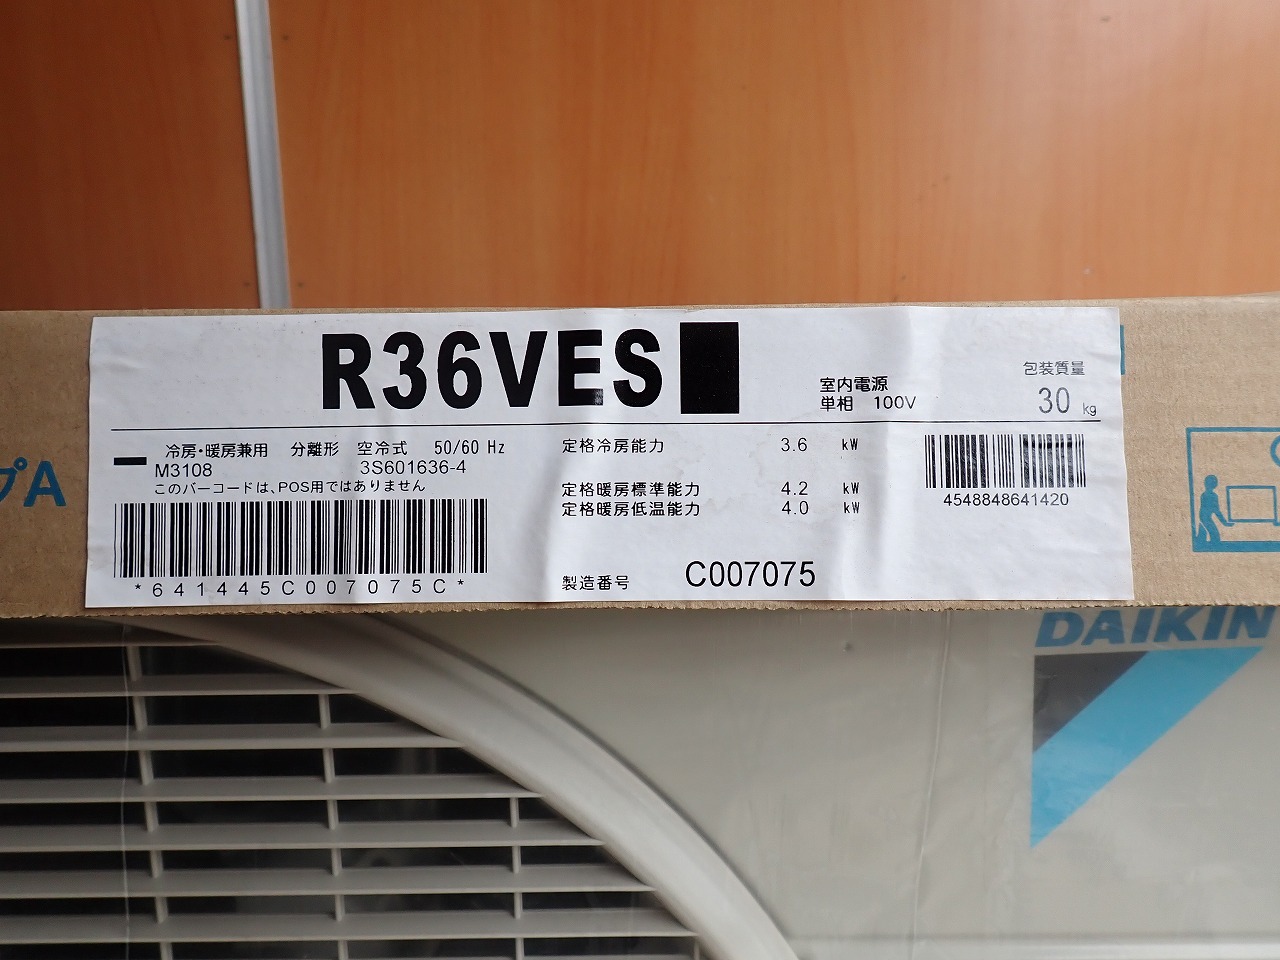 R36VES
室内電源
単相 100V
包装質量
30 kg
冷房・暖房兼用 分離形 空冷式 50/60 Hz
M3108 3S601636-4
このバーコードは、POS用ではありません
*641445C007075C*
定格冷房能力 3.6 kW
定格暖房標準能力 4.2 kW
定格暖房低温能力 4.0 kW
製造番号 C007075
4548848641420
プA
DAIKIN